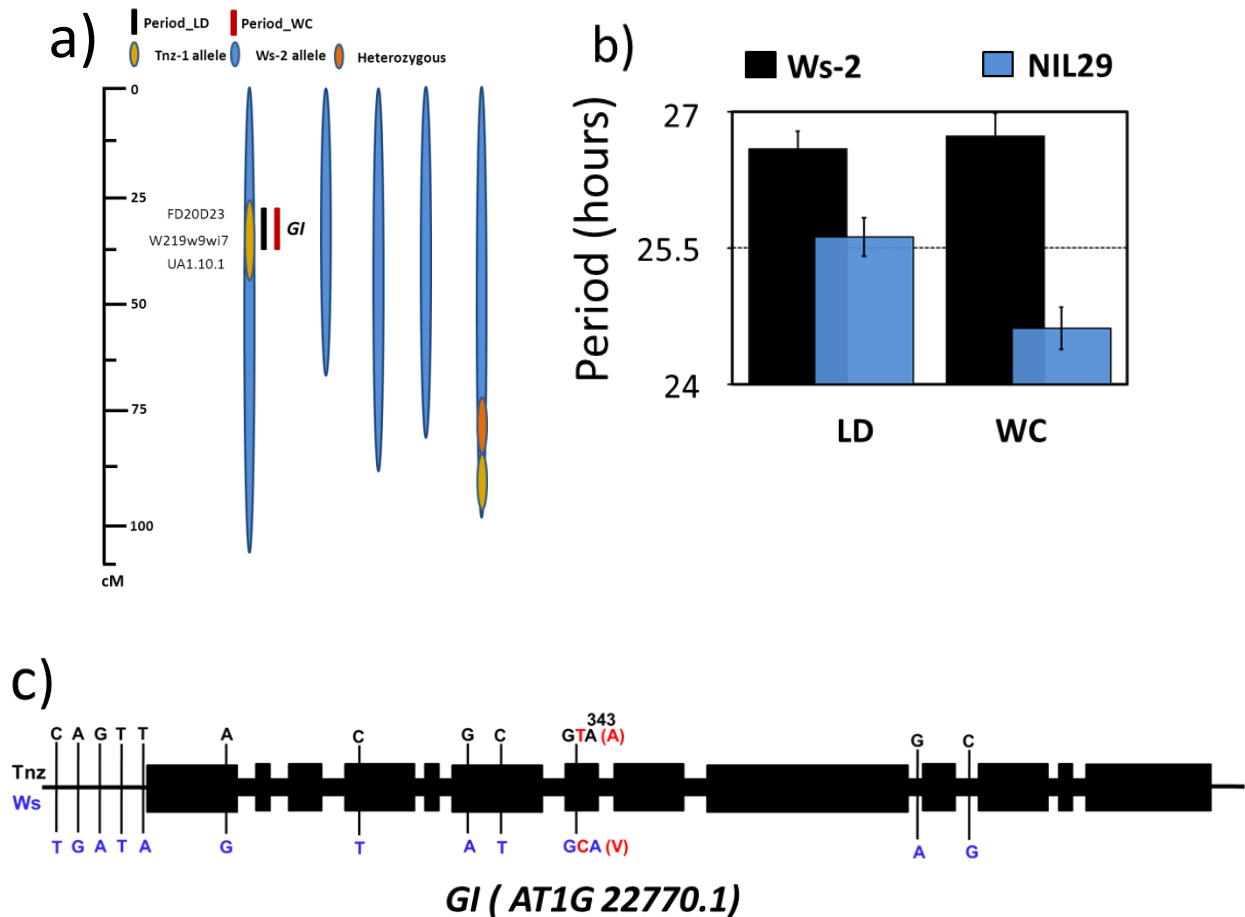 a)
Period_LD Period_WC
Tnz-1 allele Ws-2 allele Heterozygous
0
25
50
75
100
cM
FD20D23
W219w9wi7
UA1.10.1
GI
b)
Ws-2 NIL29
Period (hours)
27
25.5
24
LD WC
c)
343
C A G T T A C G C GTA (A) G C
Tnz
Ws
T G A T A G T A T GCA (V) A G
GI ( AT1G 22770.1)